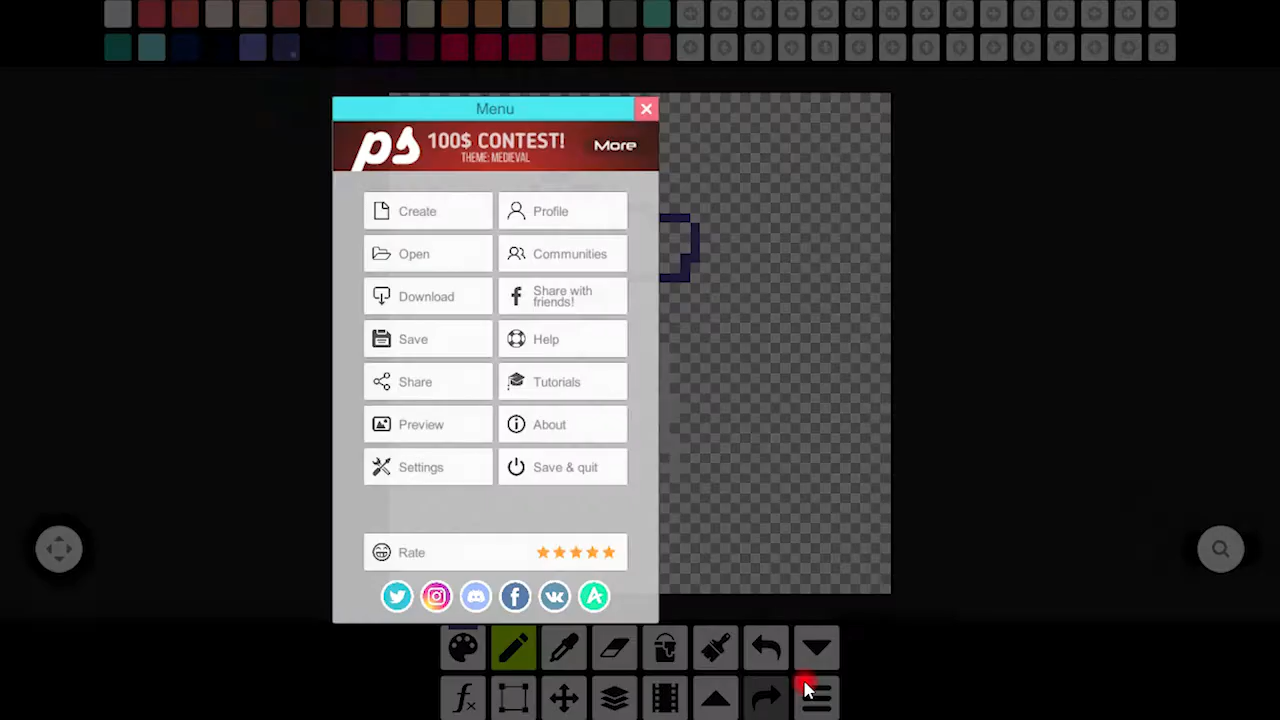 Menu
ps 100$ CONTEST! More
THEME: MEDIEVAL
Create
Profile
Open
Communities
Download
Share with
friends!
Save
Help
Share
Tutorials
Preview
About
Settings
Save & quit
Rate